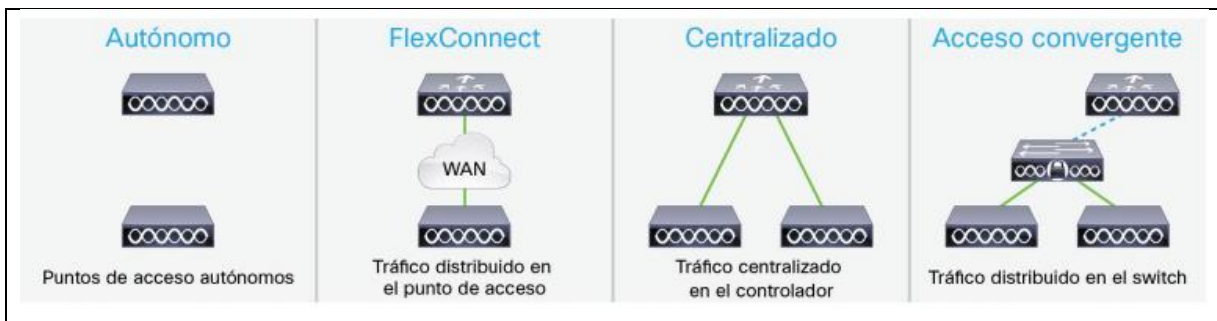 Autónomo
FlexConnect
Centralizado
Acceso convergente
WAN
Puntos de acceso autónomos
Tráfico distribuido en
el punto de acceso
Tráfico centralizado
en el controlador
Tráfico distribuido en el switch